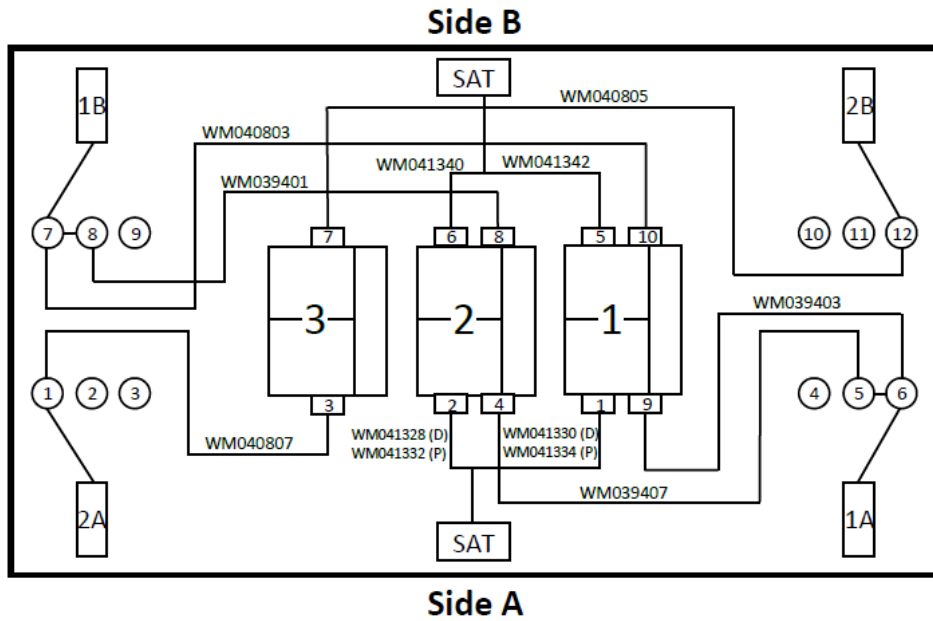 Side B
SAT
1B
2B
WM040805
WM040803
WM041340
WM041342
WM039401
7
8
9
7
6
8
5
10
10
11
12
3
2
1
WM039403
1
2
3
4
5
6
3
2
4
1
9
WM041328 (D)
WM041332 (P)
WM041330 (D)
WM041334 (P)
WM040807
WM039407
2A
1A
SAT
Side A